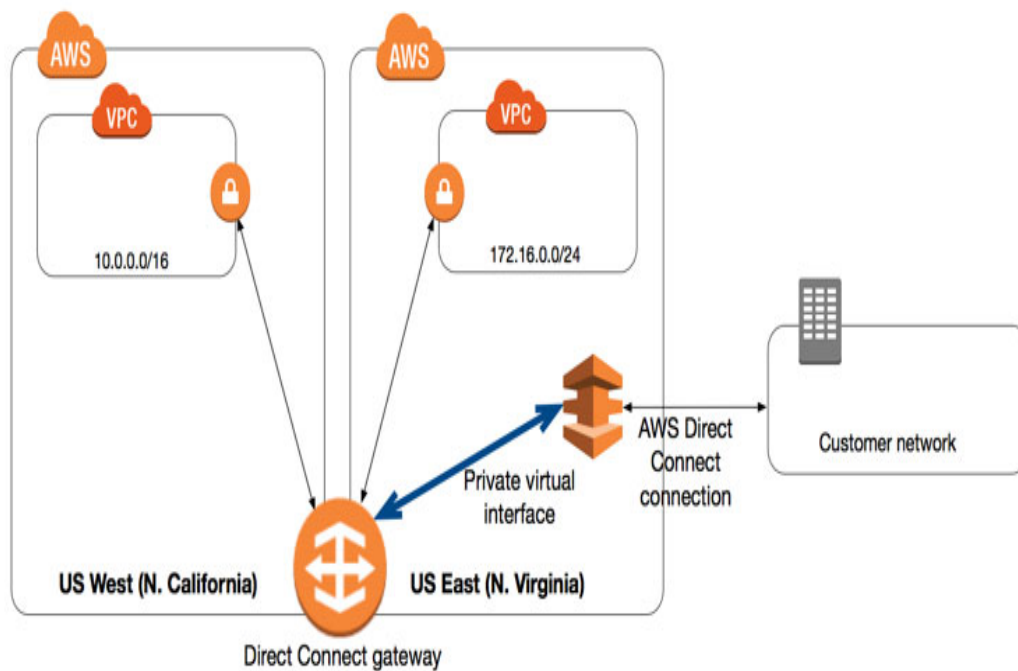 AWS
AWS
VPC
VPC
10.0.0.0/16
172.16.0.0/24
AWS Direct
Connect
connection
Customer network
Private virtual
interface
US West (N. California)
US East (N. Virginia)
Direct Connect gateway